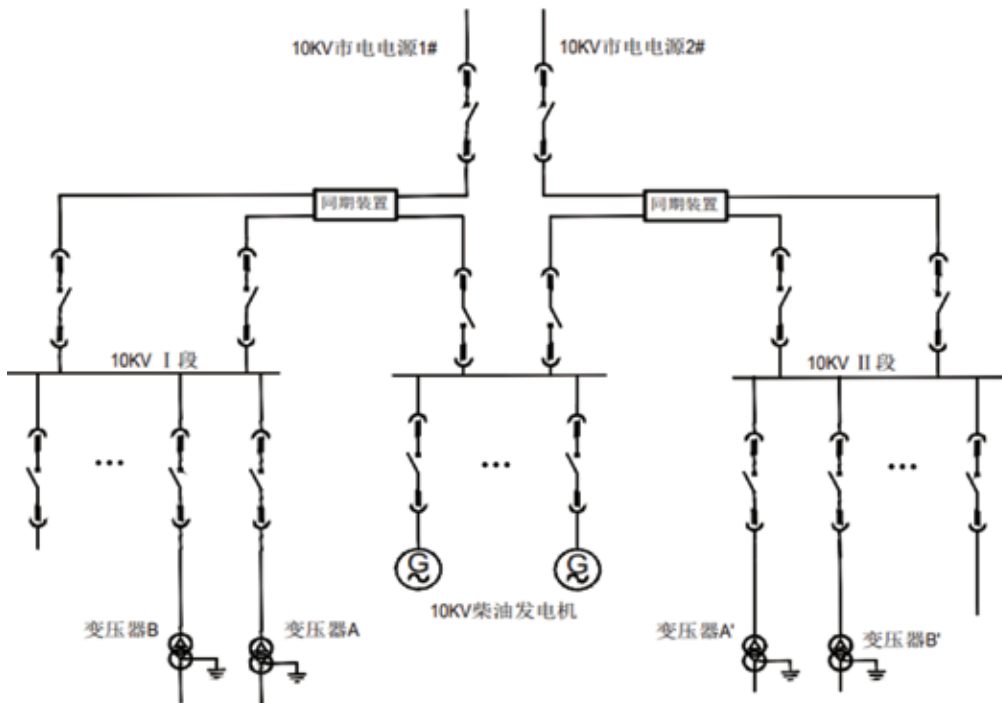 10KV市电电源1#
10KV市电电源2#
同期装置
同期装置
10KV Ⅰ段
10KV Ⅱ段
...
...
...
G
G
10KV柴油发电机
变压器B
变压器A
变压器A'
变压器B'